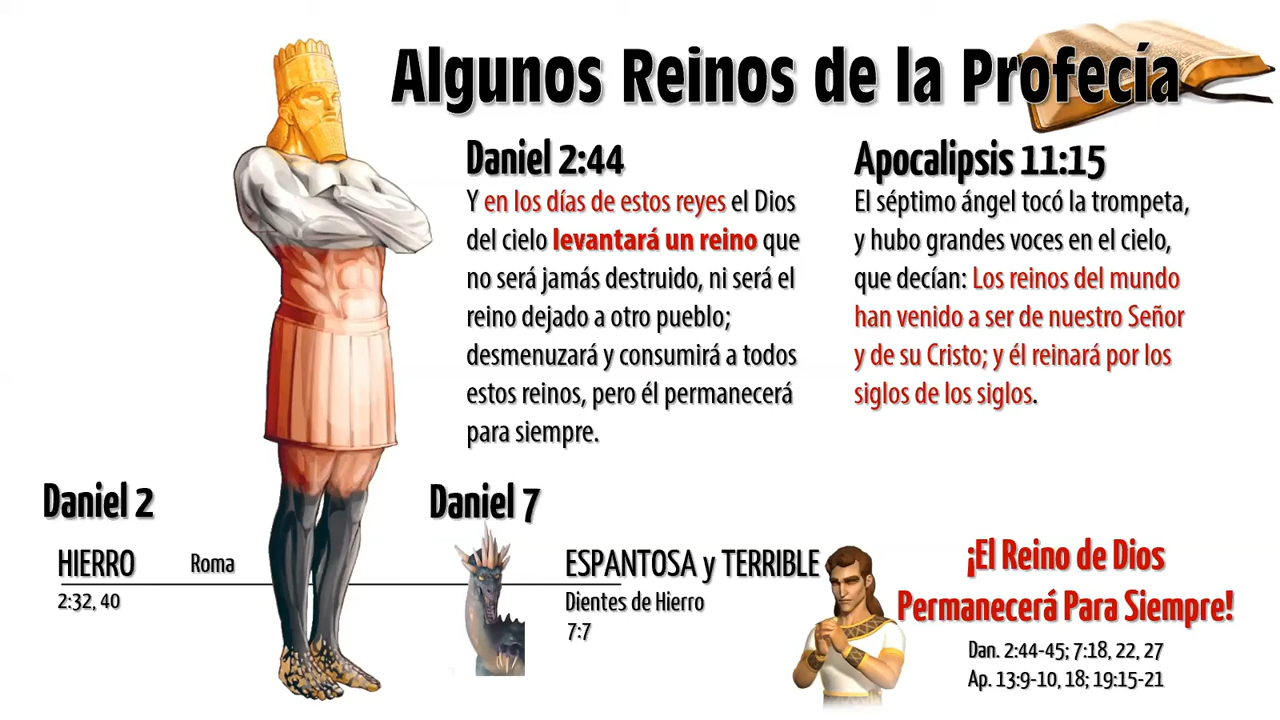 Algunos Reinos de la Profecía
Daniel 2:44
Y en los días de estos reyes el Dios
del cielo levantará un reino que
no será jamás destruido, ni será el
reino dejado a otro pueblo;
desmenuzará y consumirá a todos
estos reinos, pero él permanecerá
para siempre.
Apocalipsis 11:15
El séptimo ángel tocó la trompeta,
y hubo grandes voces en el cielo,
que decían: Los reinos del mundo
han venido a ser de nuestro Señor
y de su Cristo; y él reinará por los
siglos de los siglos.
Daniel 2
HIERRO
Roma
2:32, 40
Daniel 7
ESPANTOSA y TERRIBLE
Dientes de Hierro
7:7
¡El Reino de Dios
Permanecerá Para Siempre!
Dan. 2:44-45; 7:18, 22, 27
Ap. 13:9-10, 18; 19:15-21